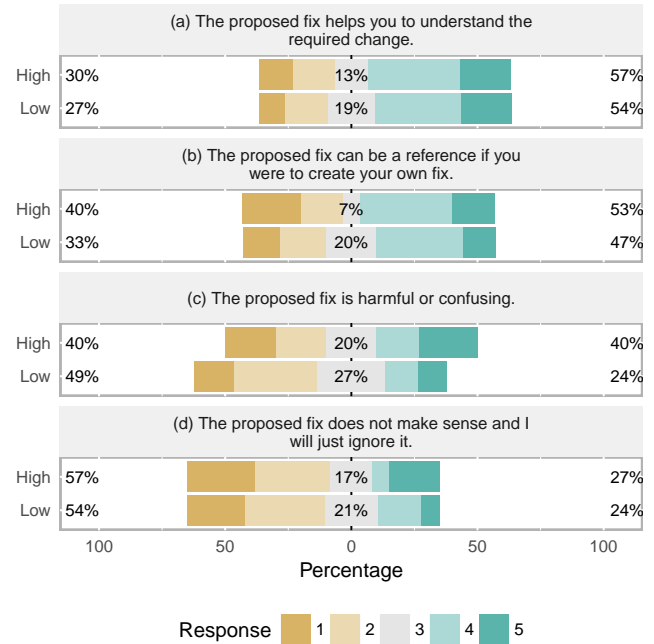 (a) The proposed fix helps you to understand the
required change.
High 30% 13% 57%
Low 27% 19% 54%
(b) The proposed fix can be a reference if you
were to create your own fix.
High 40% 7% 53%
Low 33% 20% 47%
(c) The proposed fix is harmful or confusing.
High 40% 20% 40%
Low 49% 27% 24%
(d) The proposed fix does not make sense and I
will just ignore it.
High 57% 17% 27%
Low 54% 21% 24%
100 50 0 50 100
Percentage
Response 1 2 3 4 5